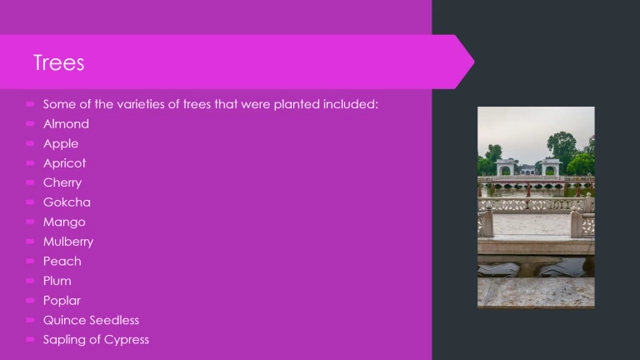 Trees
Some of the varieties of trees that were planted included:
Almond
Apple
Apricot
Cherry
Gokcha
Mango
Mulberry
Peach
Plum
Poplar
Quince Seedless
Sapling of Cypress